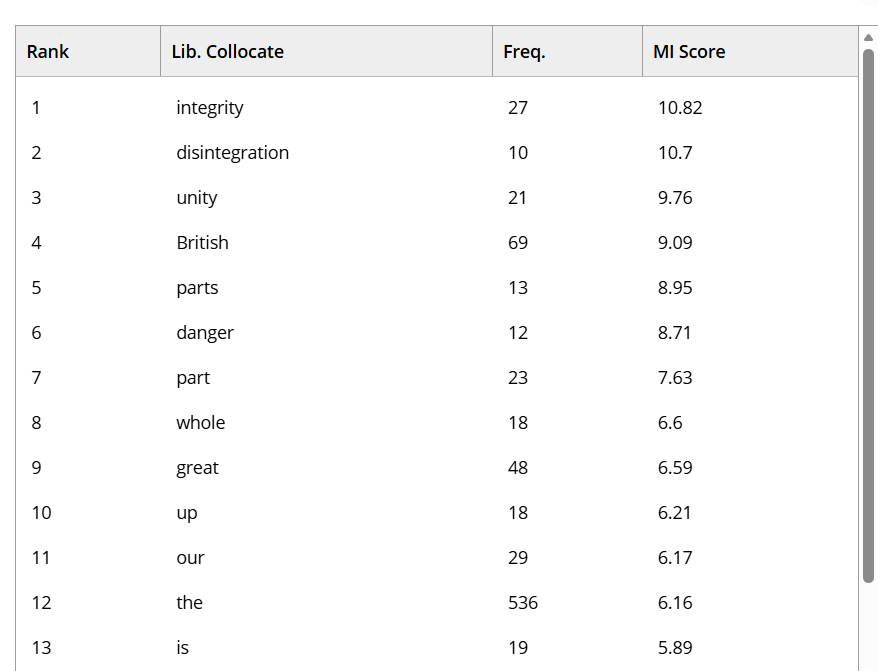 Rank Lib. Collocate Freq. MI Score
1 integrity 27 10.82
2 disintegration 10 10.7
3 unity 21 9.76
4 British 69 9.09
5 parts 13 8.95
6 danger 12 8.71
7 part 23 7.63
8 whole 18 6.6
9 great 48 6.59
10 up 18 6.21
11 our 29 6.17
12 the 536 6.16
13 is 19 5.89